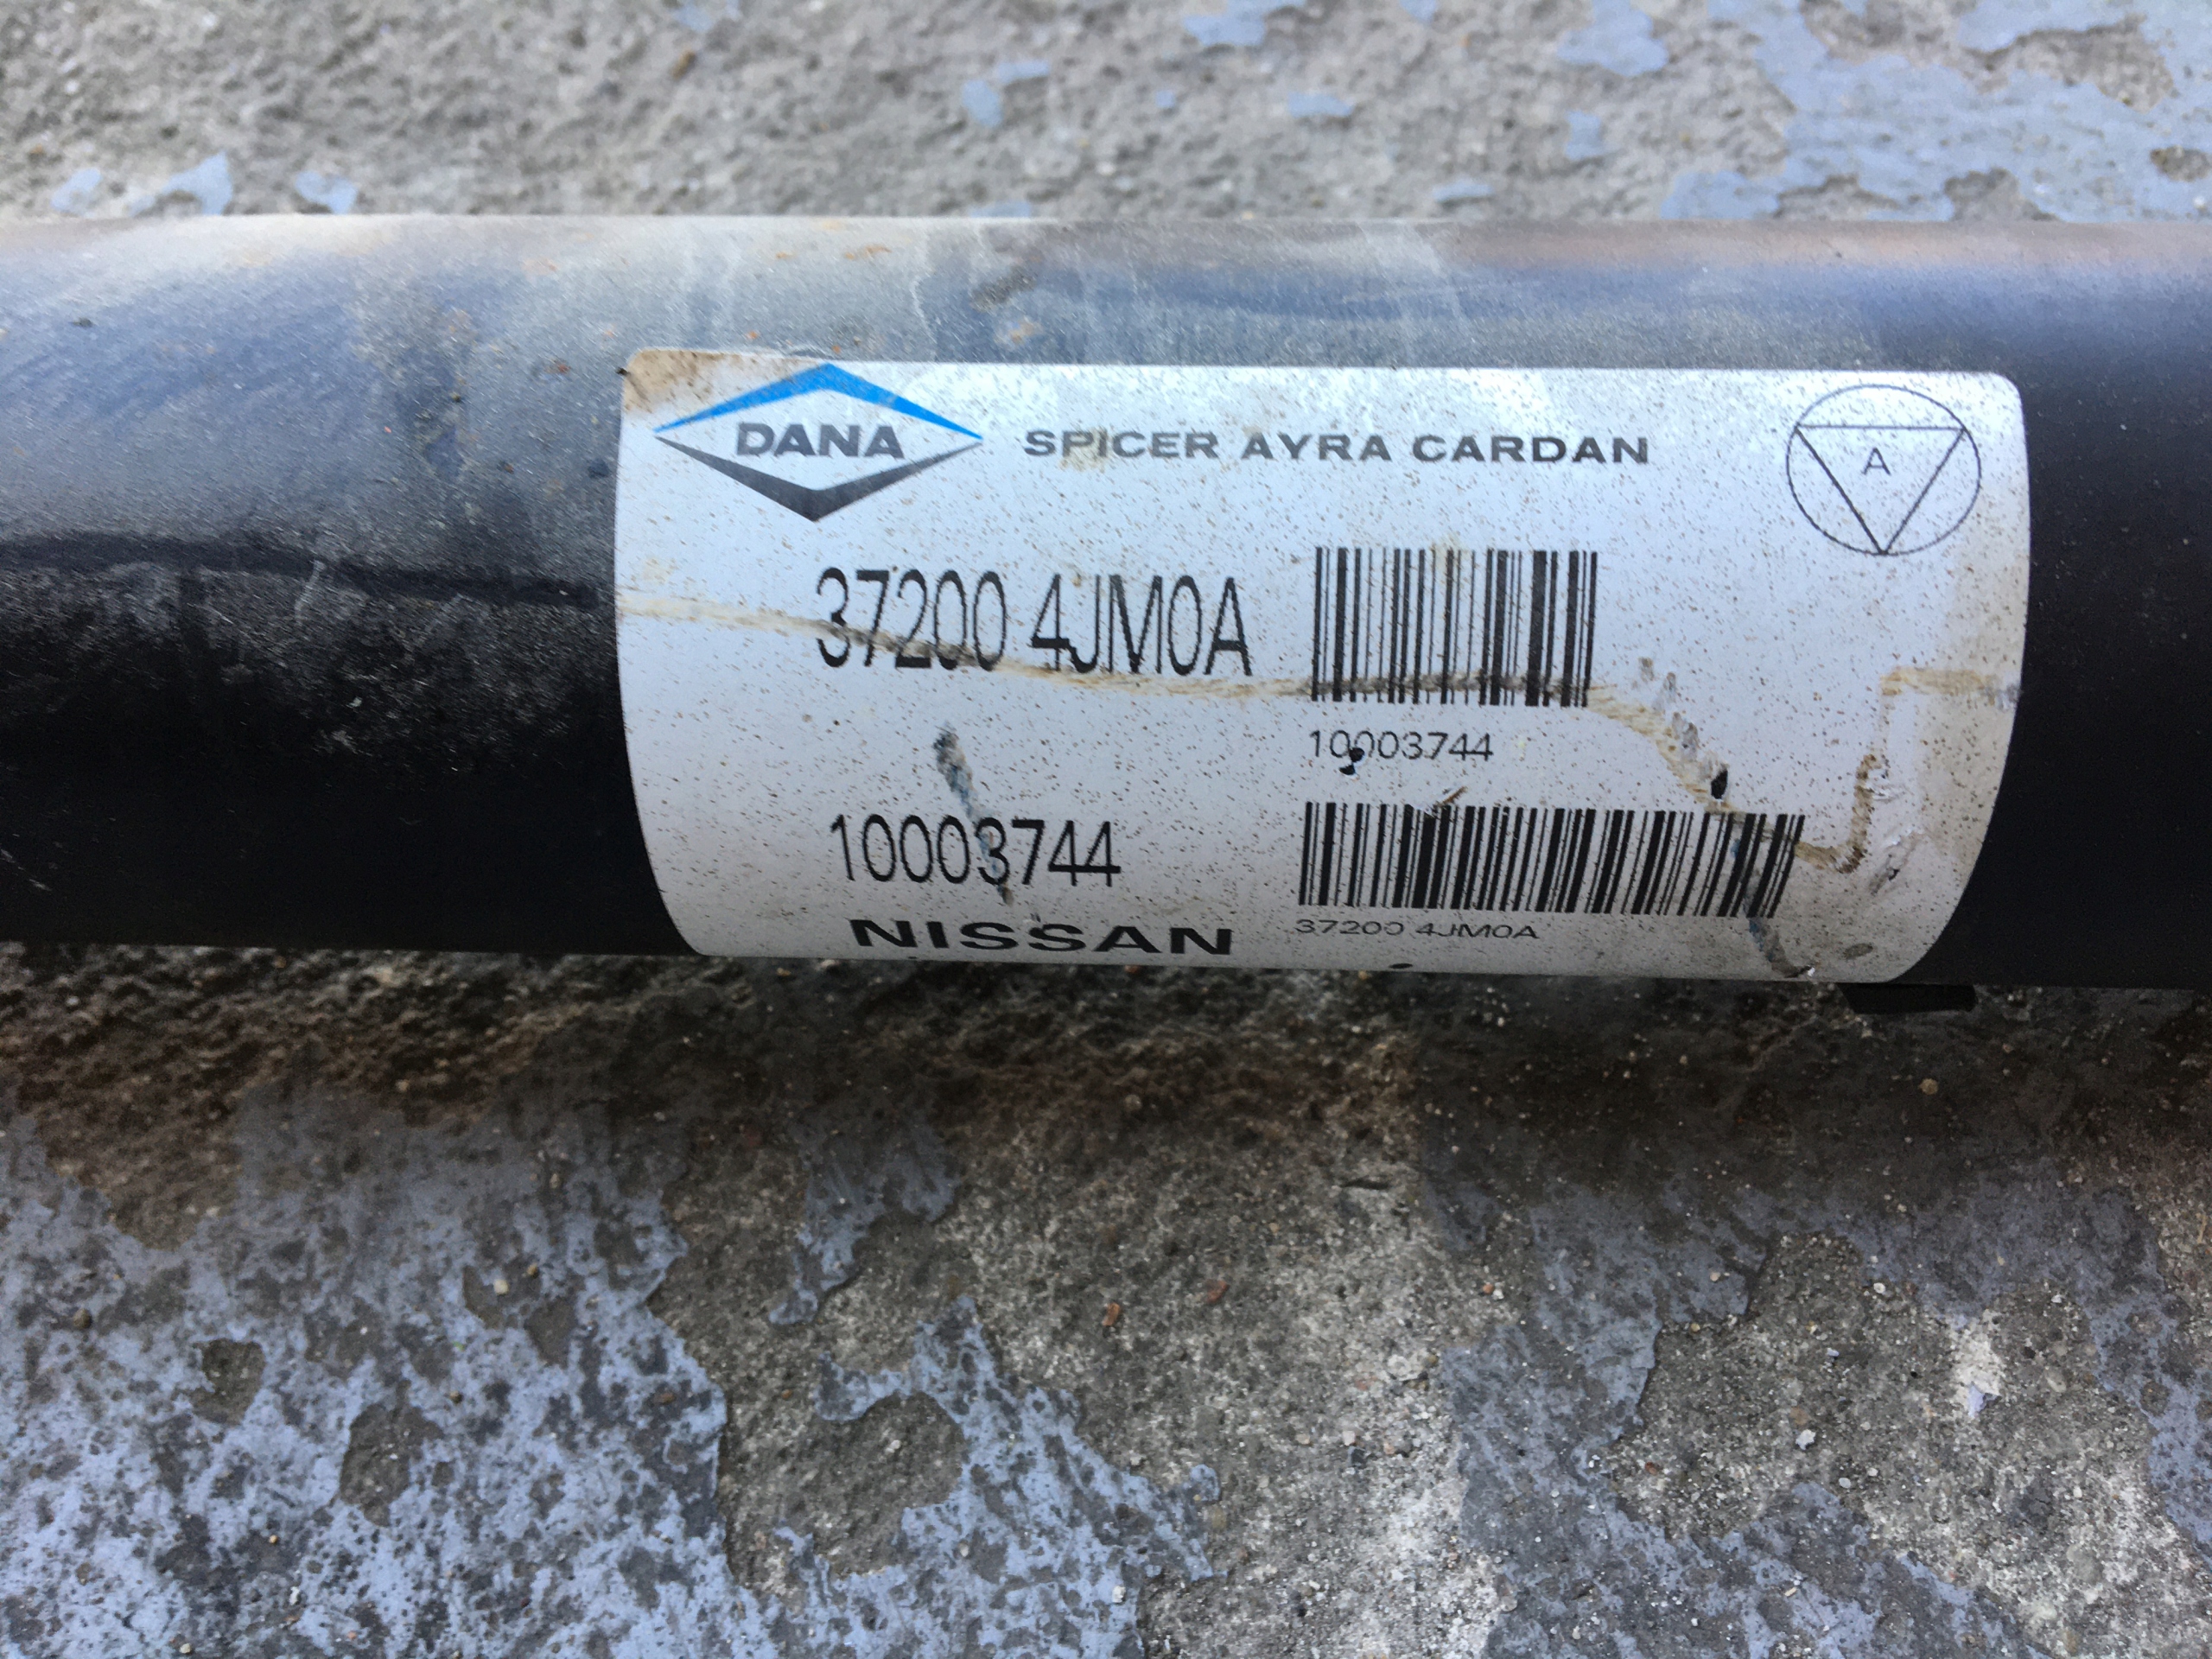 DANA SPICER AYRA CARDAN
A
37200 4JM0A
10003744
10003744
NISSAN
37200 4JM0A